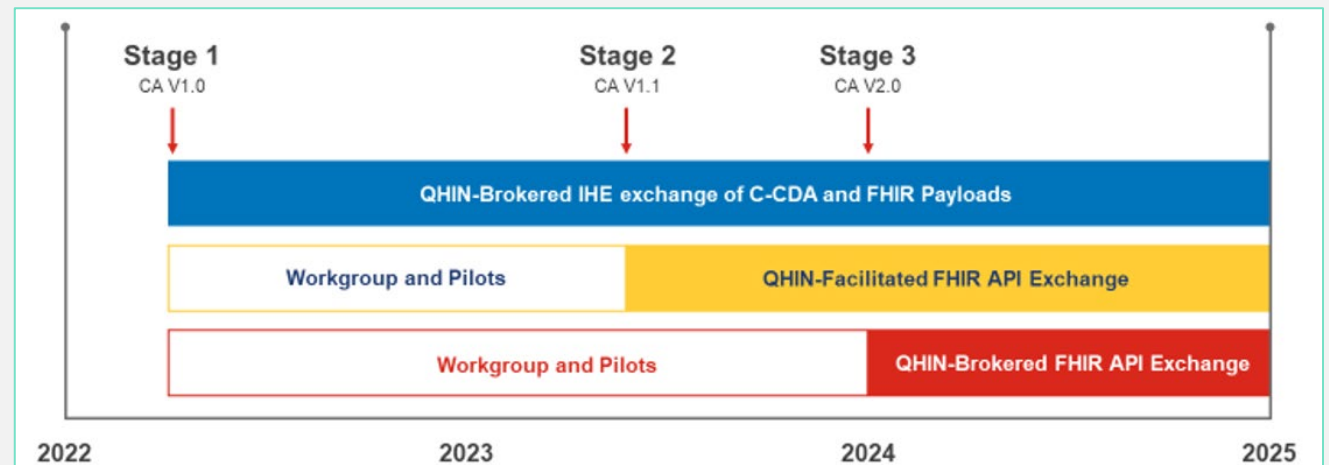 Stage 1
CA V1.0
Stage 2
CA V1.1
Stage 3
CA V2.0
QHIN-Brokered IHE exchange of C-CDA and FHIR Payloads
Workgroup and Pilots
QHIN-Facilitated FHIR API Exchange
Workgroup and Pilots
QHIN-Brokered FHIR API Exchange
2022
2023
2024
2025